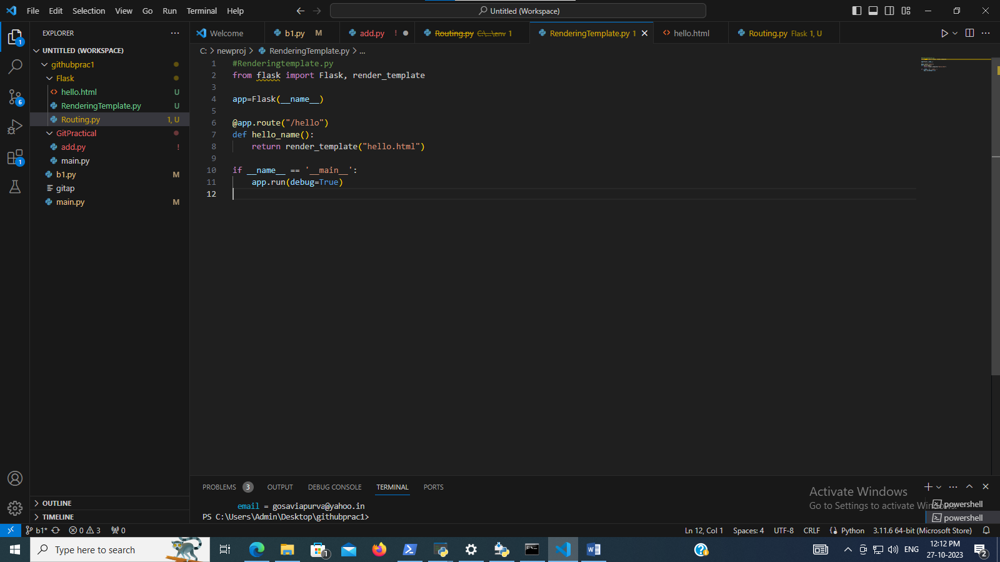 File Edit Selection View Go Run Terminal Help
Untitled (Workspace)
EXPLORER
Welcome
b1.py M
add.py !
Routing.py C:\...\env 1
RenderingTemplate.py 1
hello.html
Routing.py Flask 1, U
UNTITLED (WORKSPACE)
githubprac1
Flask
hello.html U
RenderingTemplate.py U
Routing.py 1, U
GitPractical
add.py !
main.py
b1.py M
gitap
main.py M
1
6
1
OUTLINE
TIMELINE
C: > newproj > RenderingTemplate.py > ...
1 #Renderingtemplate.py
2 from flask import Flask, render_template
3
4 app=Flask(__name__)
5
6 @app.route("/hello")
7 def hello_name():
8 return render_template("hello.html")
9
10 if __name__ == '__main__':
11 app.run(debug=True)
12
PROBLEMS 3 OUTPUT DEBUG CONSOLE TERMINAL PORTS
email = gosaviapurva@yahoo.in
PS C:\Users\Admin\Desktop\githubprac1>
Activate Windows
Go to Settings to activate Windows.
powershell
powershell
b1* 0 3 0
Ln 12, Col 1 Spaces: 4 UTF-8 CRLF Python 3.11.6 64-bit (Microsoft Store)
Type here to search
1
ENG
12:12 PM
27-10-2023
2